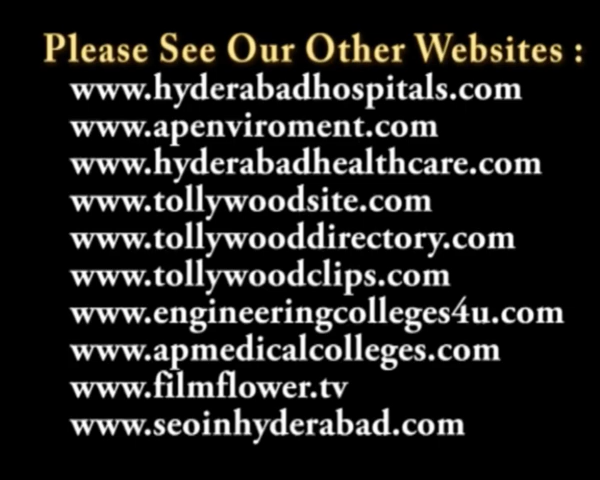 Please See Our Other Websites :
www.hyderabadhospitals.com
www.apenviroment.com
www.hyderabadhealthcare.com
www.tollywoodsite.com
www.tollywooddirectory.com
www.tollywoodclips.com
www.engineeringcolleges4u.com
www.apmedicalcolleges.com
www.filmflower.tv
www.seoinhyderabad.com